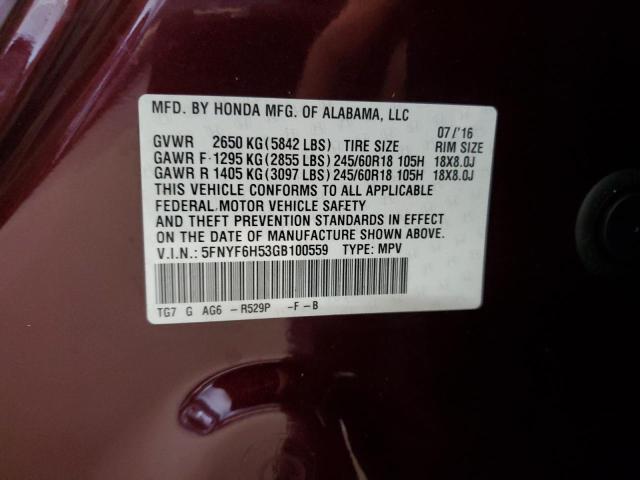 MFD. BY HONDA MFG. OF ALABAMA, LLC 07/'16
GVWR 2650 KG(5842 LBS) TIRE SIZE RIM SIZE
GAWR F 1295 KG(2855 LBS) 245/60R18 105H 18X8.0J
GAWR R 1405 KG(3097 LBS) 245/60R18 105H 18X8.0J
THIS VEHICLE CONFORMS TO ALL APPLICABLE
FEDERAL MOTOR VEHICLE SAFETY
AND THEFT PREVENTION STANDARDS IN EFFECT
ON THE DATE OF MANUFACTURE SHOWN ABOVE.
V.I.N.: 5FNYF6H53GB100559 TYPE: MPV
TG7 G AG6 -R529P -F-B